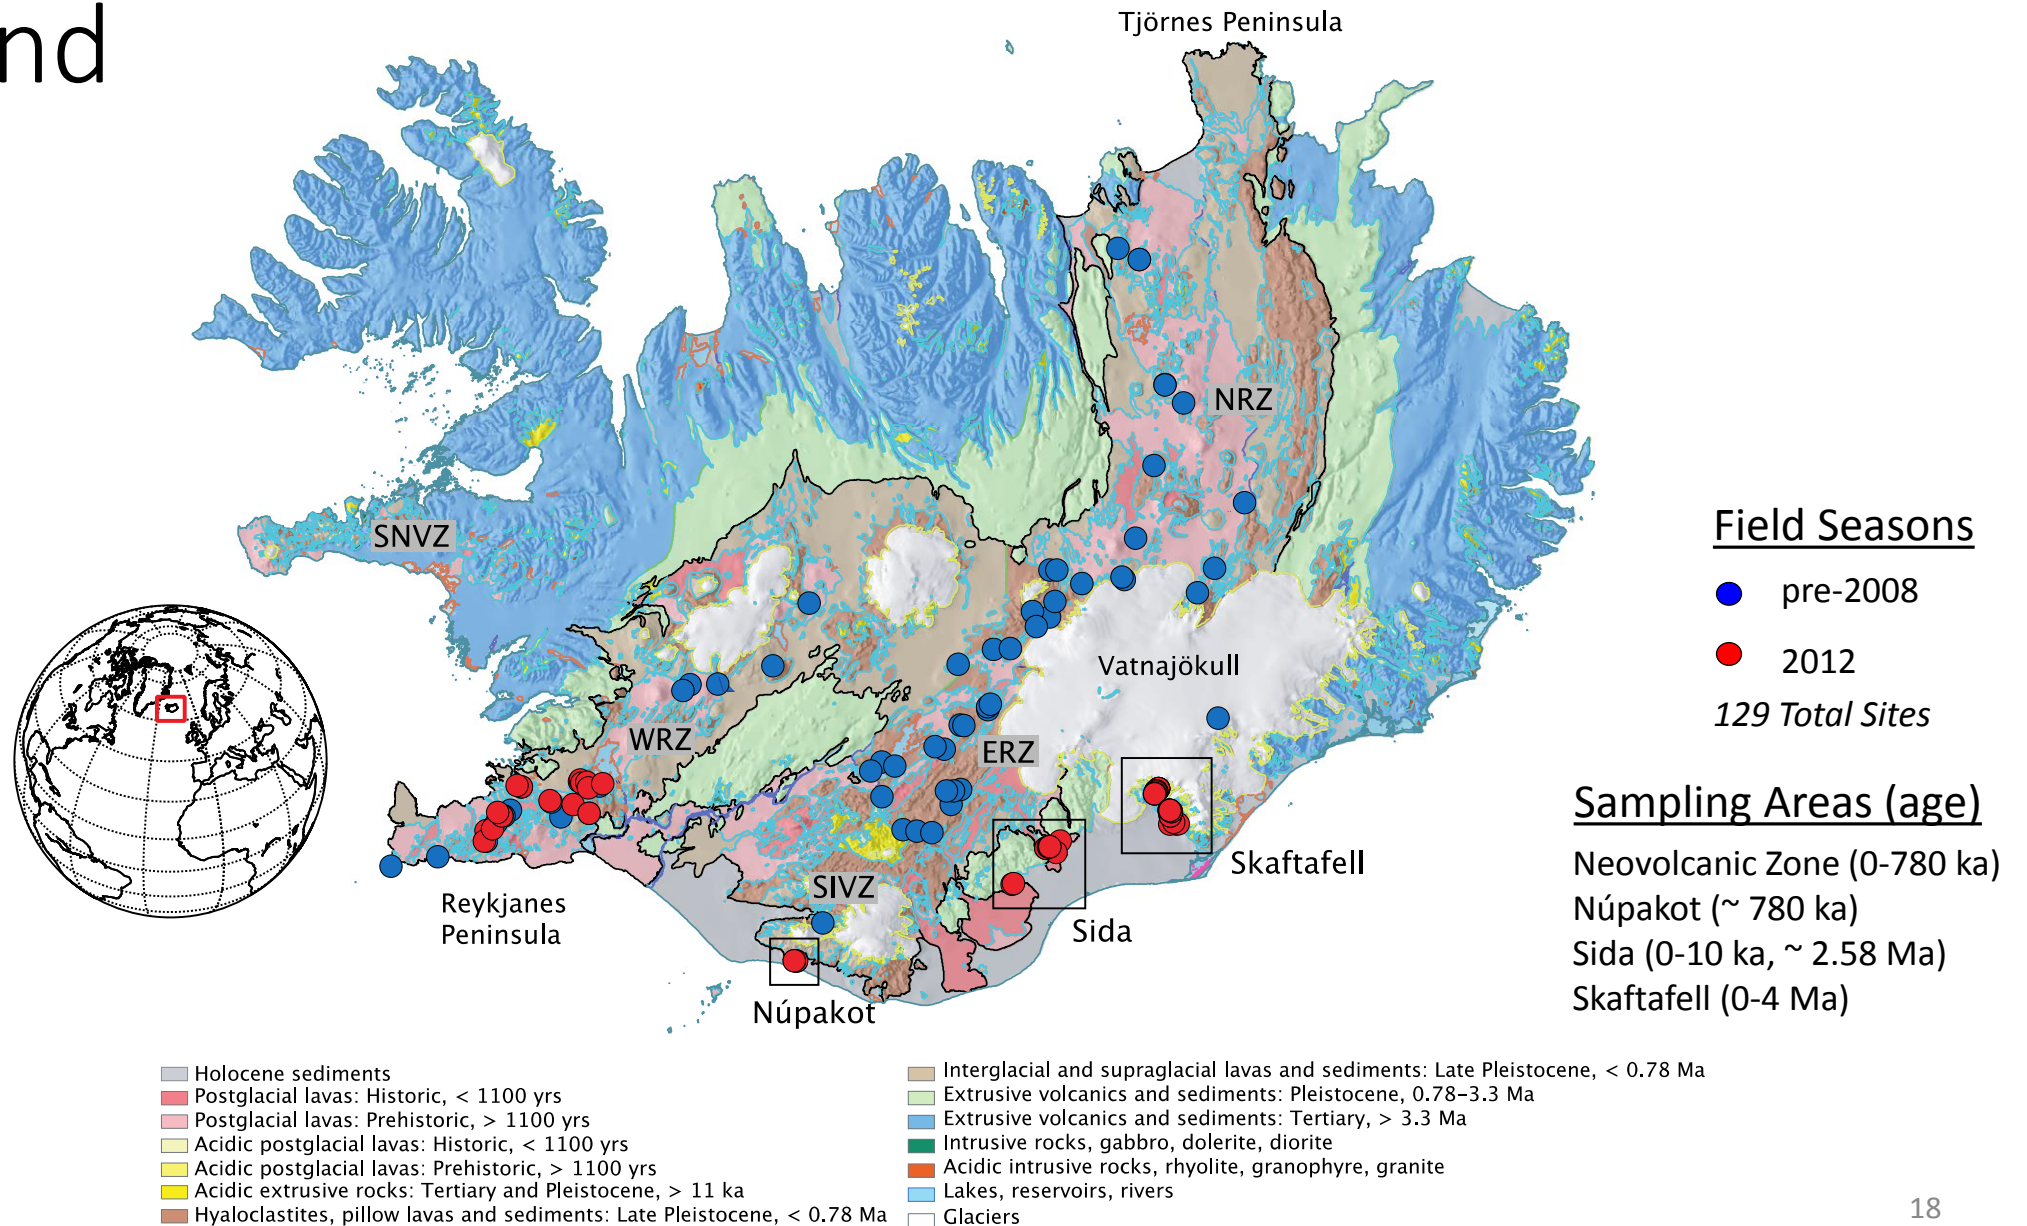 nd
Tjörnes Peninsula
NRZ
SNVZ
Vatnajökull
WRZ
ERZ
Skaftafell
SIVZ
Reykjanes
Peninsula
Sida
Núpakot
Field Seasons
pre-2008
2012
129 Total Sites
Sampling Areas (age)
Neovolcanic Zone (0-780 ka)
Núpakot (~ 780 ka)
Sida (0-10 ka, ~ 2.58 Ma)
Skaftafell (0-4 Ma)
Holocene sediments
Postglacial lavas: Historic, < 1100 yrs
Postglacial lavas: Prehistoric, > 1100 yrs
Acidic postglacial lavas: Historic, < 1100 yrs
Acidic postglacial lavas: Prehistoric, > 1100 yrs
Acidic extrusive rocks: Tertiary and Pleistocene, > 11 ka
Hyaloclastites, pillow lavas and sediments: Late Pleistocene, < 0.78 Ma
Interglacial and supraglacial lavas and sediments: Late Pleistocene, < 0.78 Ma
Extrusive volcanics and sediments: Pleistocene, 0.78–3.3 Ma
Extrusive volcanics and sediments: Tertiary, > 3.3 Ma
Intrusive rocks, gabbro, dolerite, diorite
Acidic intrusive rocks, rhyolite, granophyre, granite
Lakes, reservoirs, rivers
Glaciers
18